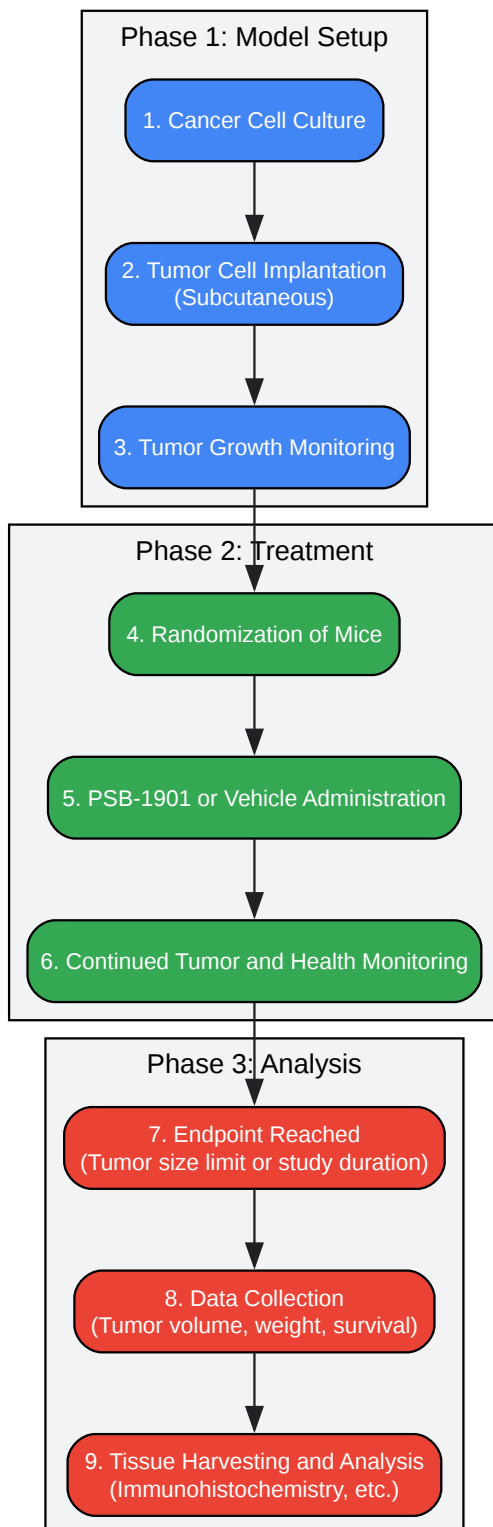 Phase 1: Model Setup
1. Cancer Cell Culture
2. Tumor Cell Implantation
(Subcutaneous)
3. Tumor Growth Monitoring
Phase 2: Treatment
4. Randomization of Mice
5. PSB-1901 or Vehicle Administration
6. Continued Tumor and Health Monitoring
Phase 3: Analysis
7. Endpoint Reached
(Tumor size limit or study duration)
8. Data Collection
(Tumor volume, weight, survival)
9. Tissue Harvesting and Analysis
(Immunohistochemistry, etc.)